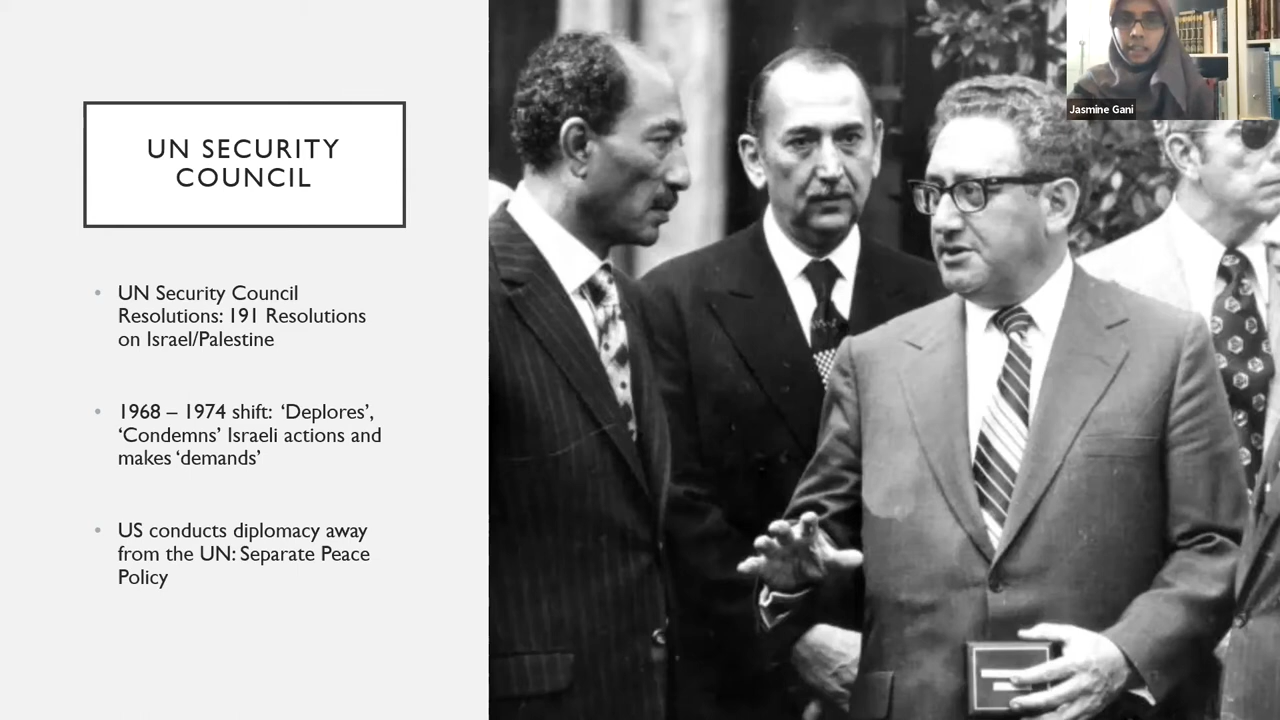 UN SECURITY
COUNCIL
• UN Security Council
Resolutions: 191 Resolutions
on Israel/Palestine
• 1968 – 1974 shift: ‘Deplores’,
‘Condemns’ Israeli actions and
makes ‘demands’
• US conducts diplomacy away
from the UN: Separate Peace
Policy
Jasmine Gani